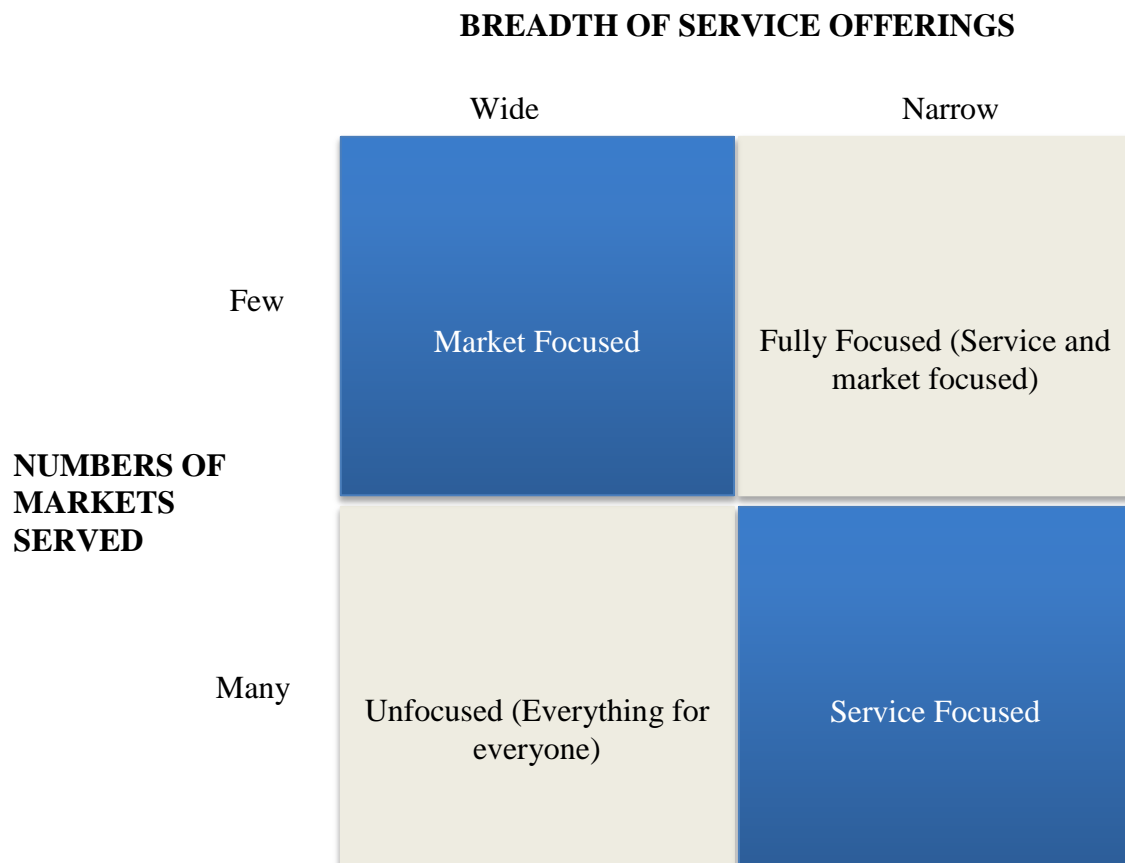 BREADTH OF SERVICE OFFERINGS
Wide
Narrow
Few
Market Focused
Fully Focused (Service and
market focused)
NUMBERS OF
MARKETS
SERVED
Many
Unfocused (Everything for
everyone)
Service Focused